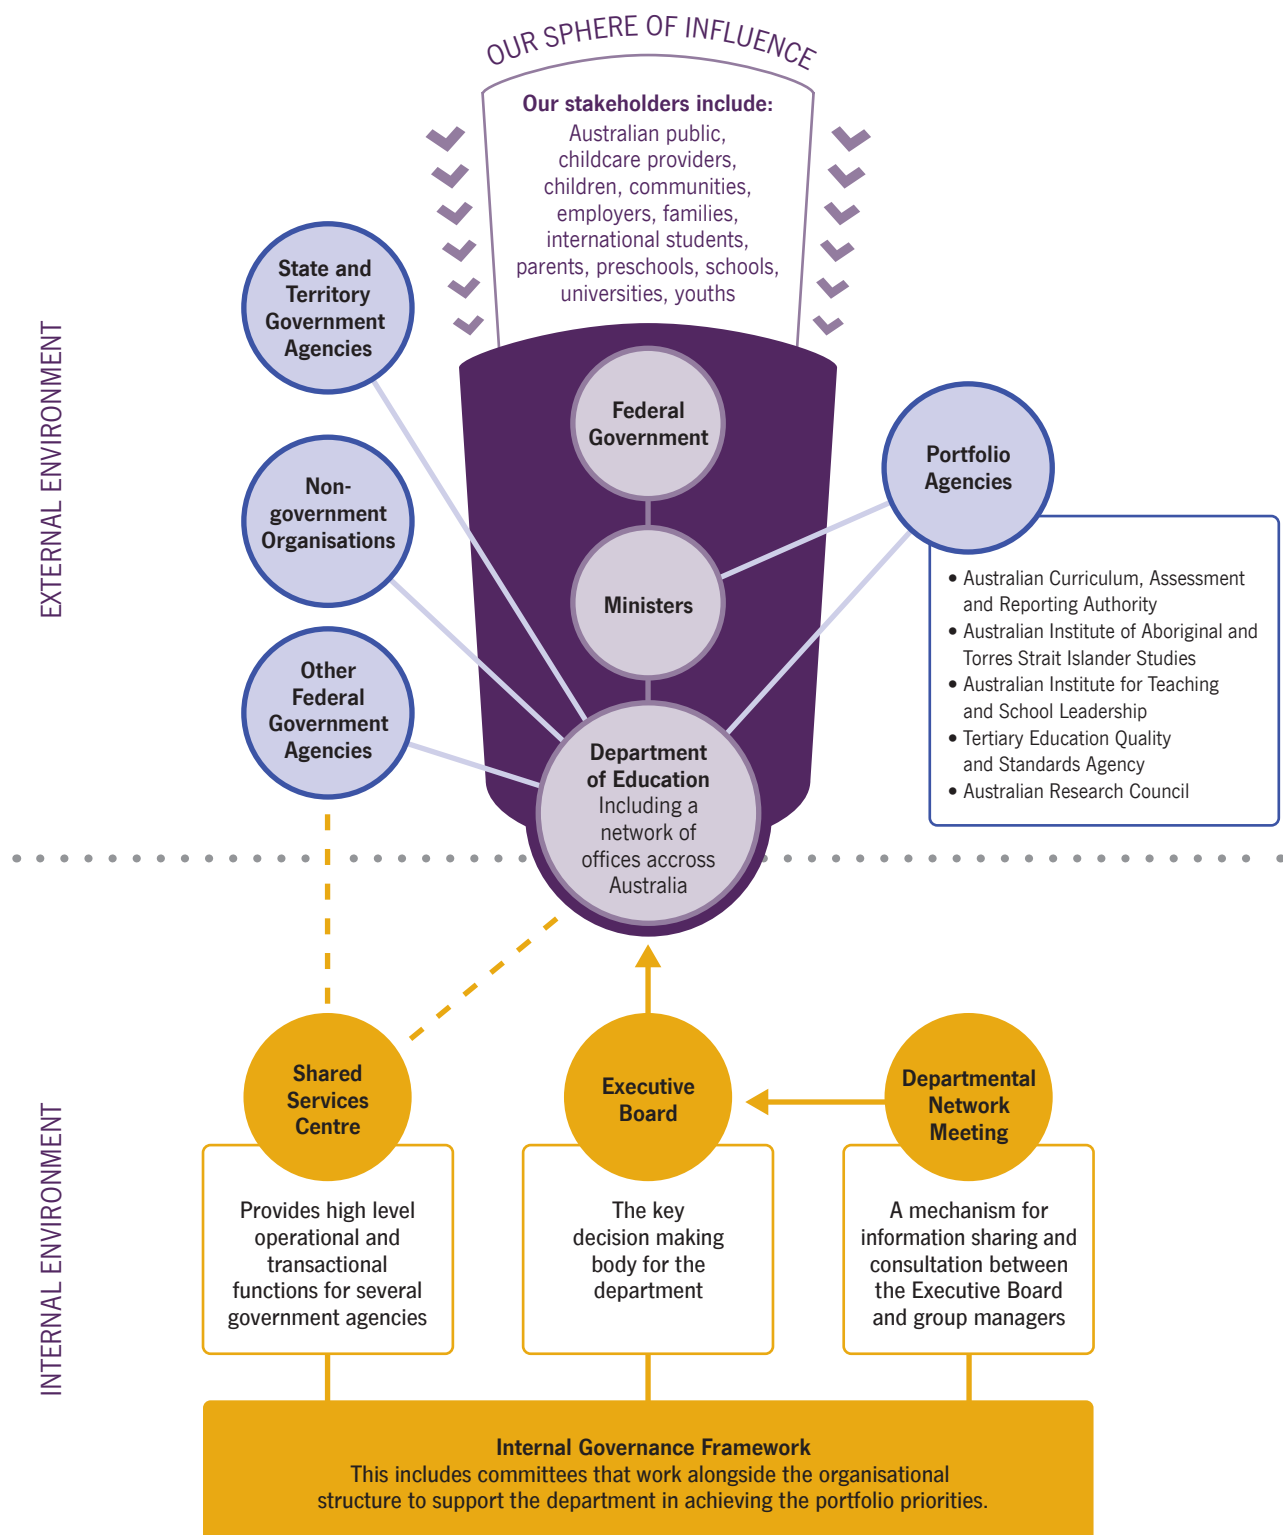 OUR SPHERE OF INFLUENCE
Our stakeholders include:
Australian public,
childcare providers,
children, communities,
employers, families,
international students,
parents, preschools, schools,
universities, youths
EXTERNAL ENVIRONMENT
State and
Territory
Government
Agencies
Non-
government
Organisations
Other
Federal
Government
Agencies
Federal
Government
Ministers
Department
of Education
Including a
network of
offices accross
Australia
Portfolio
Agencies
• Australian Curriculum, Assessment
and Reporting Authority
• Australian Institute of Aboriginal and
Torres Strait Islander Studies
• Australian Institute for Teaching
and School Leadership
• Tertiary Education Quality
and Standards Agency
• Australian Research Council
INTERNAL ENVIRONMENT
Shared
Services
Centre
Provides high level
operational and
transactional
functions for several
government agencies
Executive
Board
The key
decision making
body for the
department
Departmental
Network
Meeting
A mechanism for
information sharing and
consultation between
the Executive Board
and group managers
Internal Governance Framework
This includes committees that work alongside the organisational
structure to support the department in achieving the portfolio priorities.